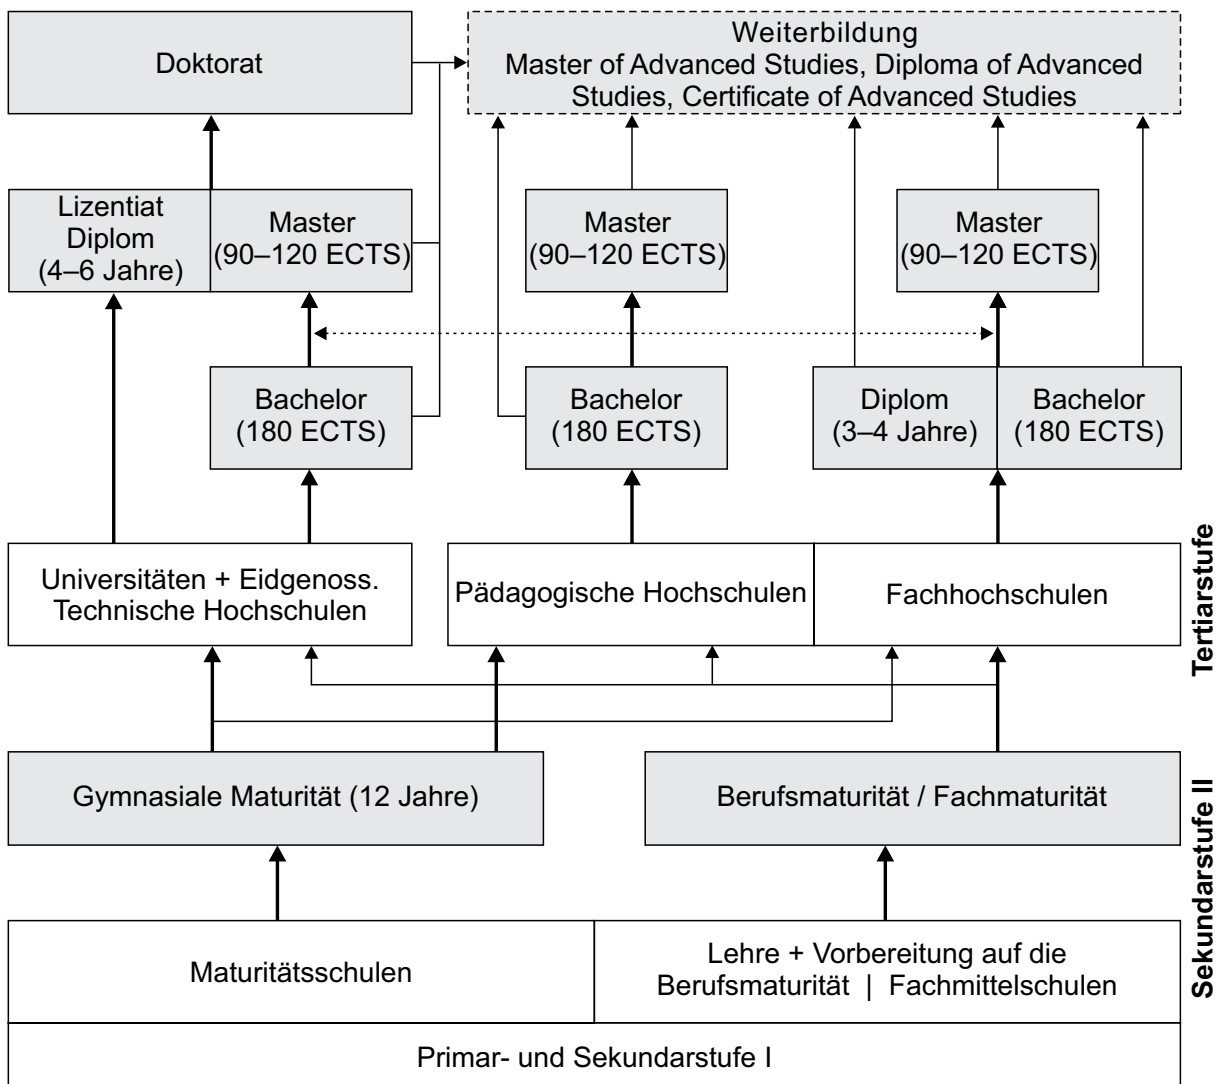 Doktorat
Weiterbildung
Master of Advanced Studies, Diploma of Advanced
Studies, Certificate of Advanced Studies
Lizentiat
Diplom
(4–6 Jahre)
Master
(90–120 ECTS)
Master
(90–120 ECTS)
Master
(90–120 ECTS)
Bachelor
(180 ECTS)
Bachelor
(180 ECTS)
Diplom
(3–4 Jahre)
Bachelor
(180 ECTS)
Universitäten + Eidgenoss.
Technische Hochschulen
Pädagogische Hochschulen
Fachhochschulen
Tertiarstufe
Gymnasiale Maturität (12 Jahre)
Berufsmaturität / Fachmaturität
Sekundarstufe II
Maturitätsschulen
Lehre + Vorbereitung auf die
Berufsmaturität | Fachmittelschulen
Primar- und Sekundarstufe I